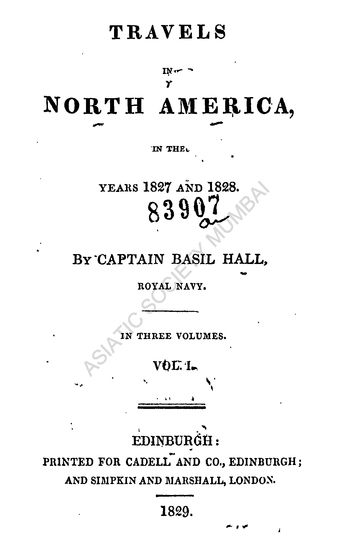 TRAVELS
IN
NORTH AMERICA,
IN THE
YEARS 1827 AND 1828.
83907
BY CAPTAIN BASIL HALL,
ROYAL NAVY.
IN THREE VOLUMES.
VOL. I.
EDINBURGH:
PRINTED FOR CADELL AND CO., EDINBURGH;
AND SIMPKIN AND MARSHALL, LONDON.
1829.
ASIATIC SOCIETY MUMBAI